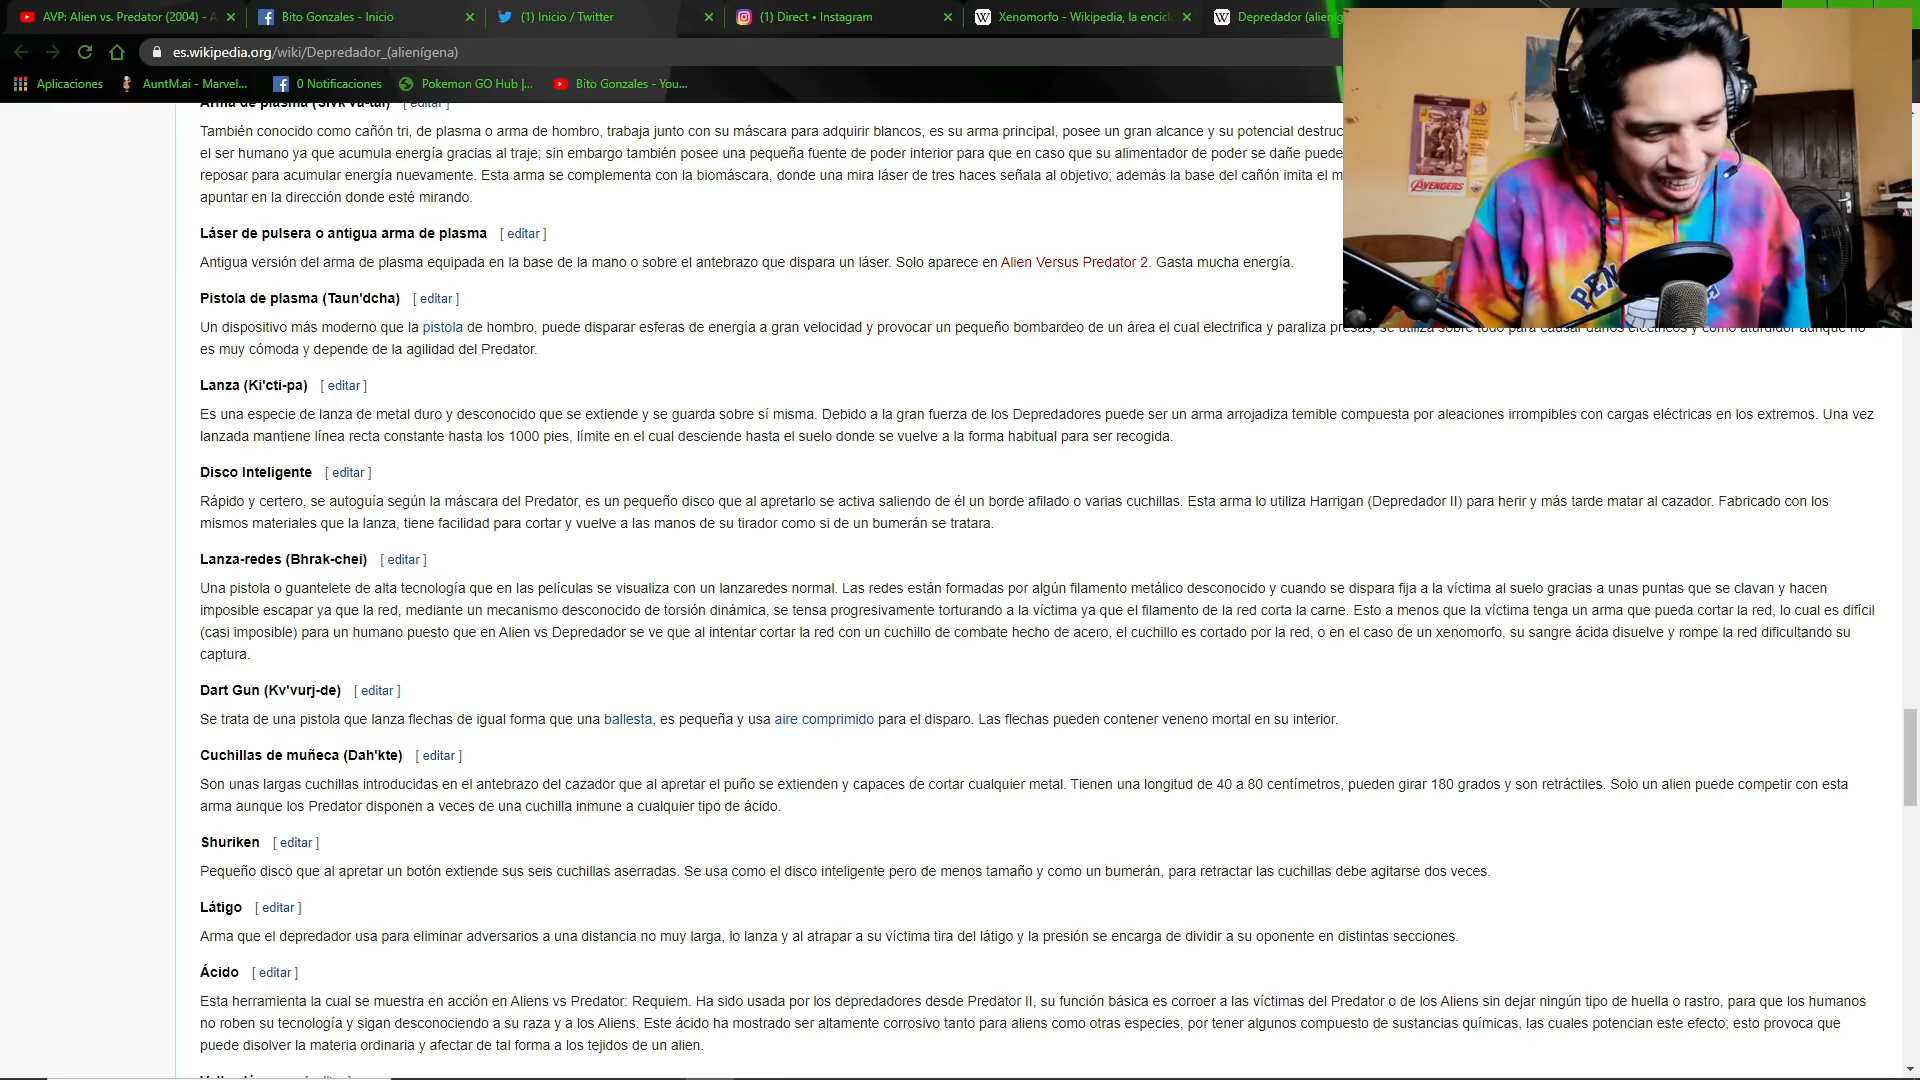 AVP: Alien vs. Predator (2004) - A
Bito Gonzales - Inicio
(1) Inicio / Twitter
(1) Direct • Instagram
Xenomorfo - Wikipedia, la encicl
Depredador (alieníg
es.wikipedia.org/wiki/Depredador_(alienígena)
Aplicaciones
AuntM.ai - Marvel...
0 Notificaciones
Pokemon GO Hub |...
Bito Gonzales - You...
Arma de plasma (Sivk'va-tai) [ editar ]
También conocido como cañón tri, de plasma o arma de hombro, trabaja junto con su máscara para adquirir blancos, es su arma principal, posee un gran alcance y su potencial destruc
el ser humano ya que acumula energía gracias al traje; sin embargo también posee una pequeña fuente de poder interior para que en caso que su alimentador de poder se dañe puede
reposar para acumular energía nuevamente. Esta arma se complementa con la biomáscara, donde una mira láser de tres haces señala al objetivo; además la base del cañón imita el m
apuntar en la dirección donde esté mirando.
AVENGERS
Láser de pulsera o antigua arma de plasma [ editar ]
Antigua versión del arma de plasma equipada en la base de la mano o sobre el antebrazo que dispara un láser. Solo aparece en Alien Versus Predator 2. Gasta mucha energía.
Pistola de plasma (Taun'dcha) [ editar ]
Un dispositivo más moderno que la pistola de hombro, puede disparar esferas de energía a gran velocidad y provocar un pequeño bombardeo de un área el cual electrifica y paraliza presas, se utiliza sobre todo para causar daños eléctricos y como aturdidor aunque no
es muy cómoda y depende de la agilidad del Predator.
Lanza (Ki'cti-pa) [ editar ]
Es una especie de lanza de metal duro y desconocido que se extiende y se guarda sobre sí misma. Debido a la gran fuerza de los Depredadores puede ser un arma arrojadiza temible compuesta por aleaciones irrompibles con cargas eléctricas en los extremos. Una vez
lanzada mantiene línea recta constante hasta los 1000 pies, límite en el cual desciende hasta el suelo donde se vuelve a la forma habitual para ser recogida.
Disco Inteligente [ editar ]
Rápido y certero, se autoguía según la máscara del Predator, es un pequeño disco que al apretarlo se activa saliendo de él un borde afilado o varias cuchillas. Esta arma lo utiliza Harrigan (Depredador II) para herir y más tarde matar al cazador. Fabricado con los
mismos materiales que la lanza, tiene facilidad para cortar y vuelve a las manos de su tirador como si de un bumerán se tratara.
Lanza-redes (Bhrak-chei) [ editar ]
Una pistola o guantelete de alta tecnología que en las películas se visualiza con un lanzaredes normal. Las redes están formadas por algún filamento metálico desconocido y cuando se dispara fija a la víctima al suelo gracias a unas puntas que se clavan y hacen
imposible escapar ya que la red, mediante un mecanismo desconocido de torsión dinámica, se tensa progresivamente torturando a la víctima ya que el filamento de la red corta la carne. Esto a menos que la víctima tenga un arma que pueda cortar la red, lo cual es difícil
(casi imposible) para un humano puesto que en Alien vs Depredador se ve que al intentar cortar la red con un cuchillo de combate hecho de acero, el cuchillo es cortado por la red, o en el caso de un xenomorfo, su sangre ácida disuelve y rompe la red dificultando su
captura.
Dart Gun (Kv'vurj-de) [ editar ]
Se trata de una pistola que lanza flechas de igual forma que una ballesta, es pequeña y usa aire comprimido para el disparo. Las flechas pueden contener veneno mortal en su interior.
Cuchillas de muñeca (Dah'kte) [ editar ]
Son unas largas cuchillas introducidas en el antebrazo del cazador que al apretar el puño se extienden y capaces de cortar cualquier metal. Tienen una longitud de 40 a 80 centímetros, pueden girar 180 grados y son retráctiles. Solo un alien puede competir con esta
arma aunque los Predator disponen a veces de una cuchilla inmune a cualquier tipo de ácido.
Shuriken [ editar ]
Pequeño disco que al apretar un botón extiende sus seis cuchillas aserradas. Se usa como el disco inteligente pero de menos tamaño y como un bumerán, para retractar las cuchillas debe agitarse dos veces.
Látigo [ editar ]
Arma que el depredador usa para eliminar adversarios a una distancia no muy larga, lo lanza y al atrapar a su víctima tira del látigo y la presión se encarga de dividir a su oponente en distintas secciones.
Ácido [ editar ]
Esta herramienta la cual se muestra en acción en Aliens vs Predator: Requiem. Ha sido usada por los depredadores desde Predator II, su función básica es corroer a las víctimas del Predator o de los Aliens sin dejar ningún tipo de huella o rastro, para que los humanos
no roben su tecnología y sigan desconociendo a su raza y a los Aliens. Este ácido ha mostrado ser altamente corrosivo tanto para aliens como otras especies, por tener algunos compuesto de sustancias químicas, las cuales potencian este efecto; esto provoca que
puede disolver la materia ordinaria y afectar de tal forma a los tejidos de un alien.